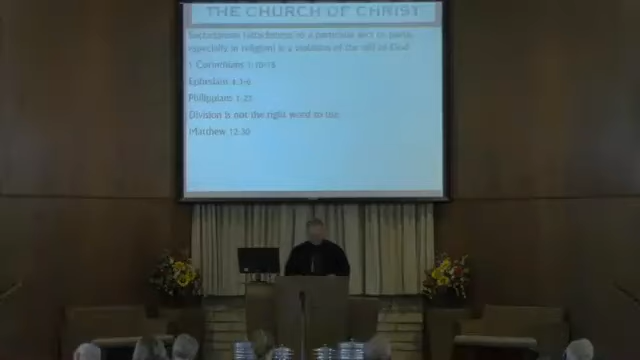 THE CHURCH OF CHRIST
Sectarianism (attachment to a particular sect or party,
especially in religion) is a violation of the will of God
1 Corinthians 1:10-13
Ephesians 4:3-6
Philippians 1:27
Division is not the right word to use
Matthew 12:30